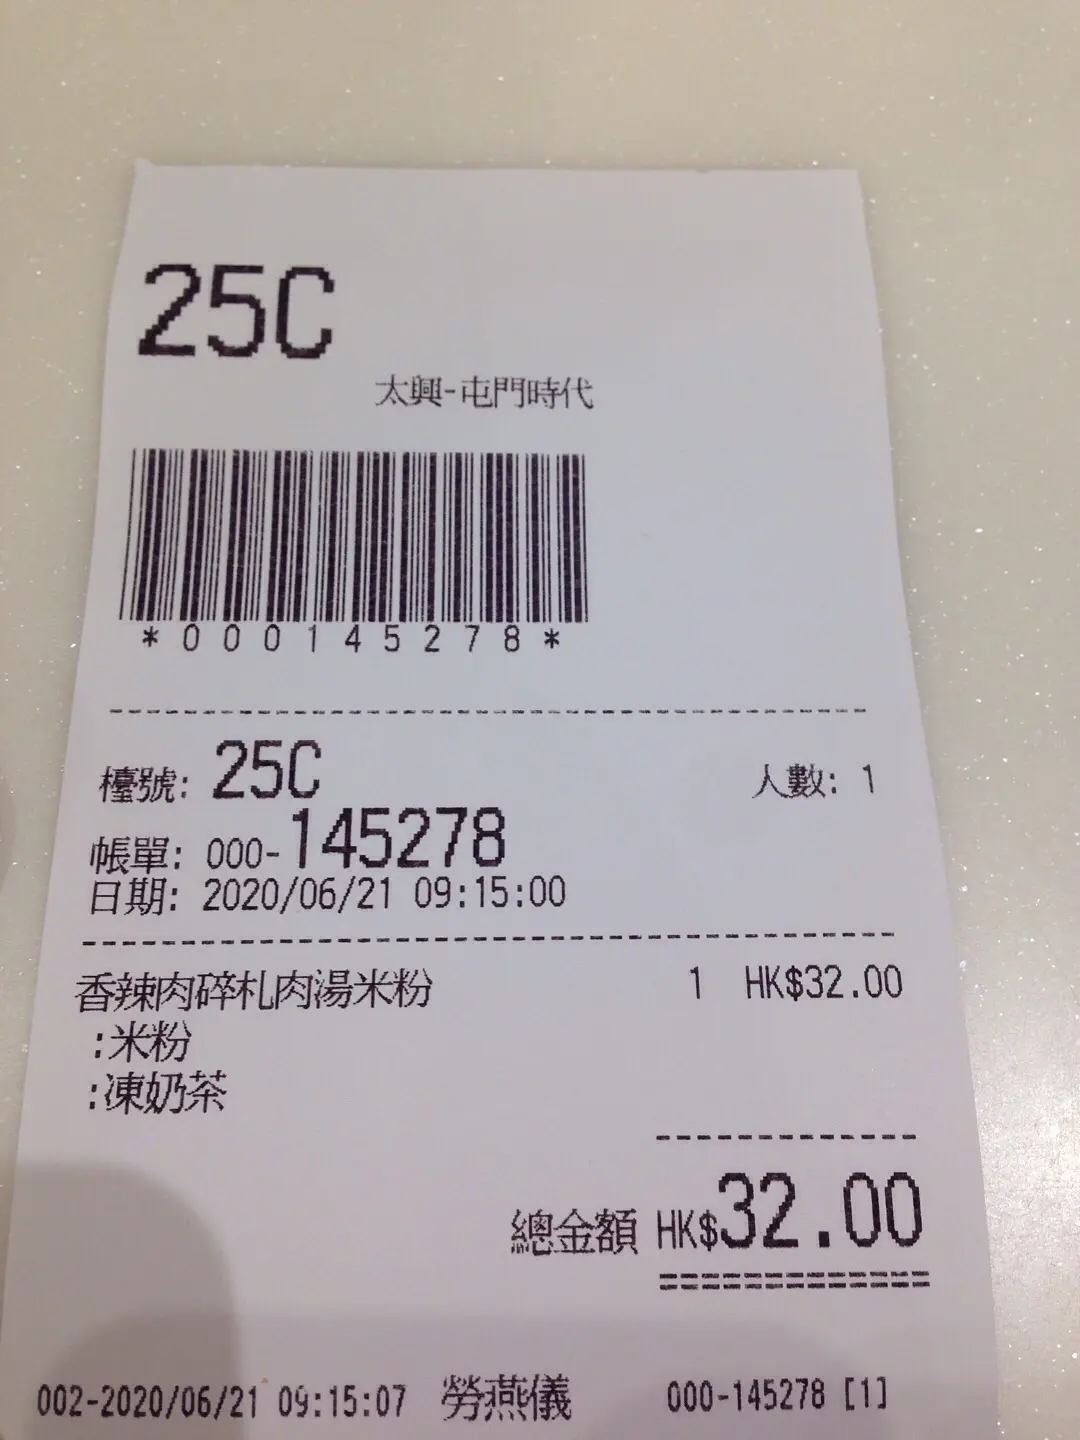 25C
太興-屯門時代
*000145278*
檯號: 25C 人數: 1
帳單: 000-145278
日期: 2020/06/21 09:15:00
香辣肉碎札肉湯米粉 1 HK$32.00
:米粉
:凍奶茶
總金額 HK$32.00
002-2020/06/21 09:15:07 勞燕儀 000-145278 [1]